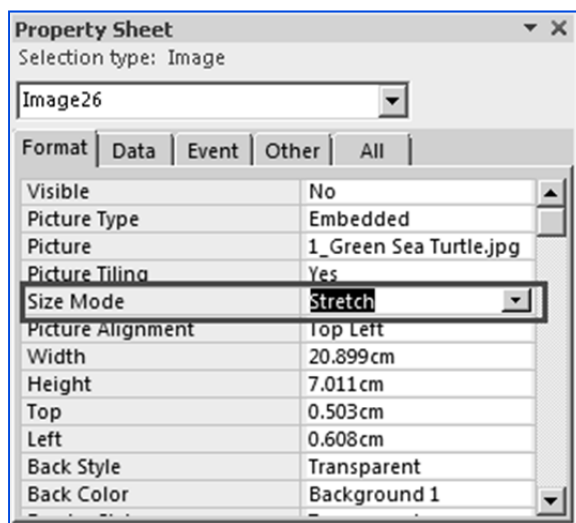 Property Sheet
Selection type: Image
Image26
Format Data Event Other All
Visible No
Picture Type Embedded
Picture 1_Green Sea Turtle.jpg
Picture Tiling Yes
Size Mode Stretch
Picture Alignment Top Left
Width 20.899cm
Height 7.011cm
Top 0.503cm
Left 0.608cm
Back Style Transparent
Back Color Background 1